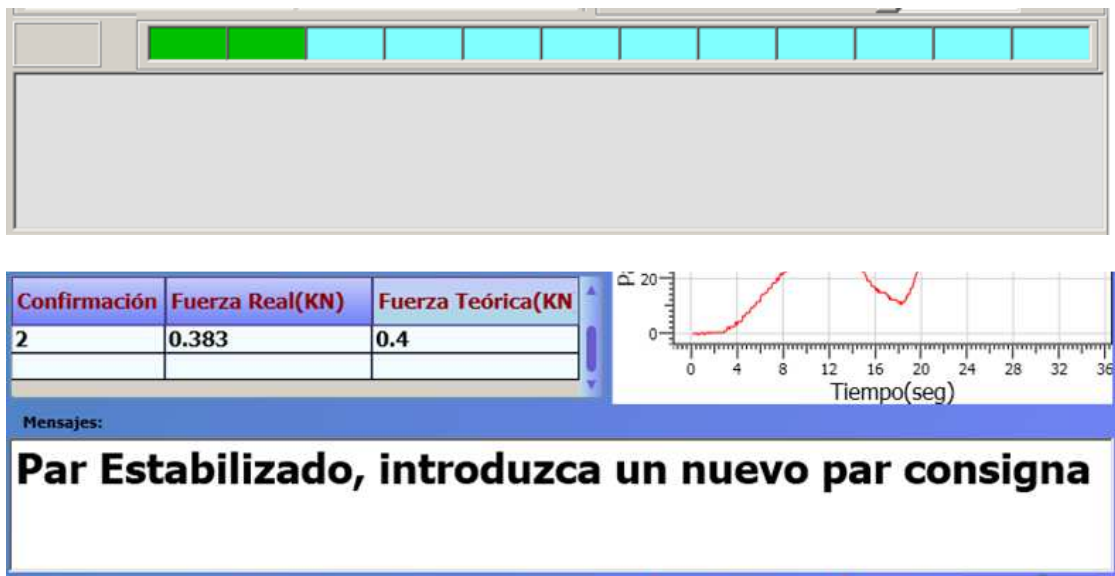 Confirmación Fuerza Real(KN) Fuerza Teórica(KN
2 0.383 0.4
20
0
0 4 8 12 16 20 24 28 32 36
Tiempo(seg)
Mensajes:
Par Estabilizado, introduzca un nuevo par consigna